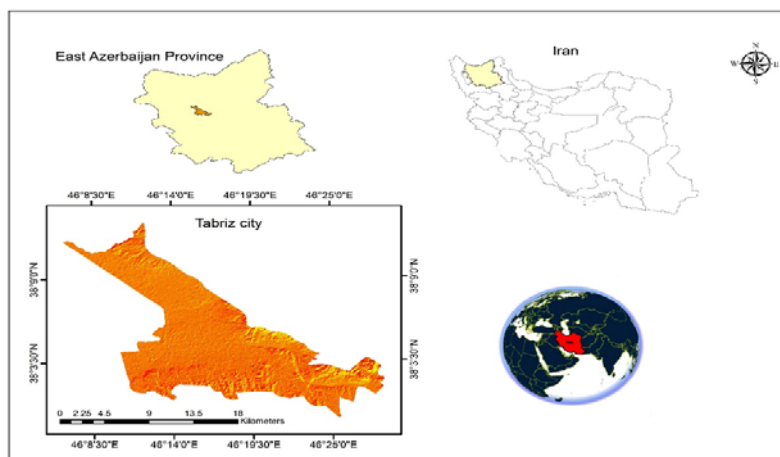 East Azerbaijan Province
Iran
N
W E
S
46°8'30"E 46°14'0"E 46°19'30"E 46°25'0"E
Tabriz city
38°9'0"N 38°9'0"N
38°3'30"N 38°3'30"N
0 2.25 4.5 9 13.5 18
Kilometers
46°8'30"E 46°14'0"E 46°19'30"E 46°25'0"E